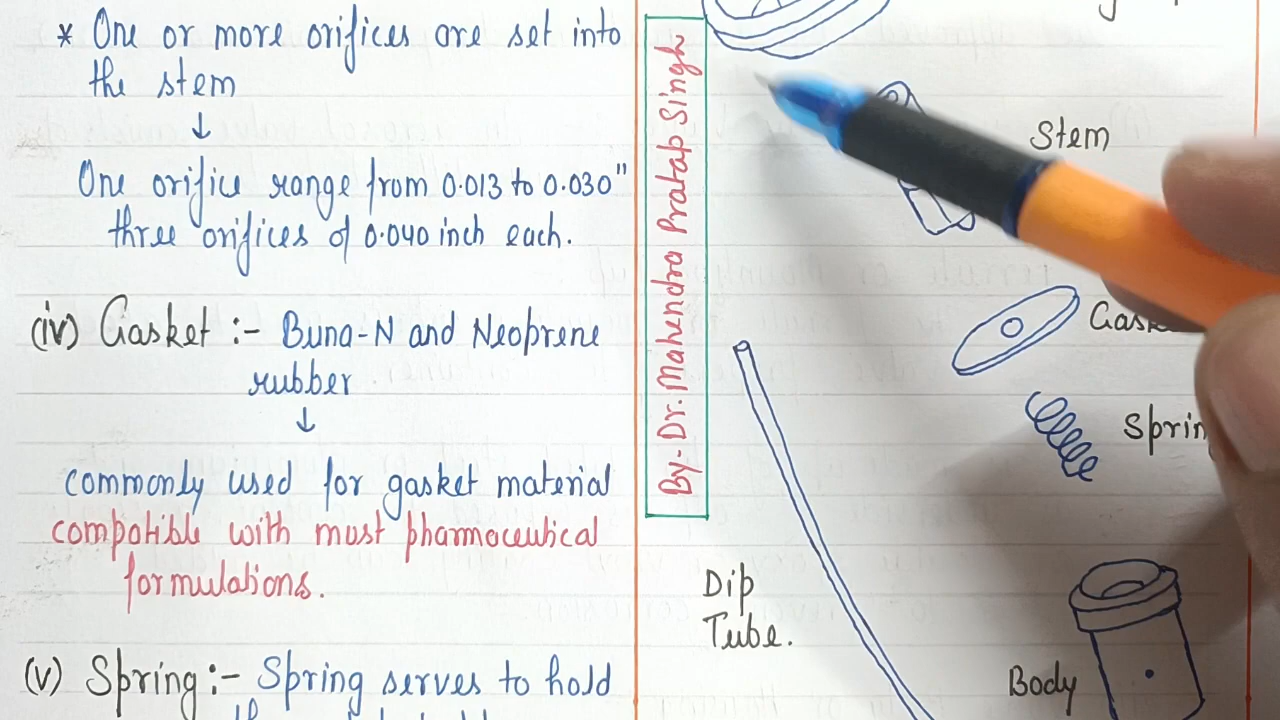 * One or more orifices are set into
the stem
↓
One orifice range from 0.013 to 0.030"
three orifices of 0.040 inch each.
(iv) Gasket :- Buna-N and Neoprene
rubber
↓
commonly used for gasket material
compatible with most pharmaceutical
formulations.
(v) Spring :- Spring serves to hold
By- Dr. Mahendra Pratap Singh
Stem
Dip
Tube.
Body